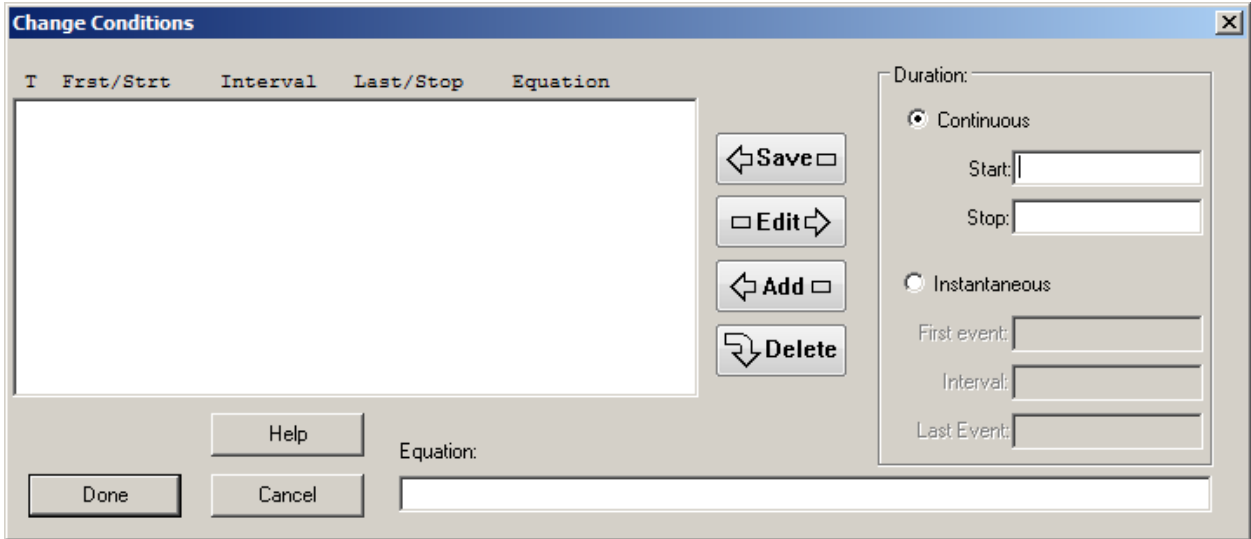 Change Conditions
T Frst/Strt Interval Last/Stop Equation
Save
Edit
Add
Delete
Duration:
Continuous
Start:
Stop:
Instantaneous
First event:
Interval:
Last Event:
Help
Equation:
Done
Cancel